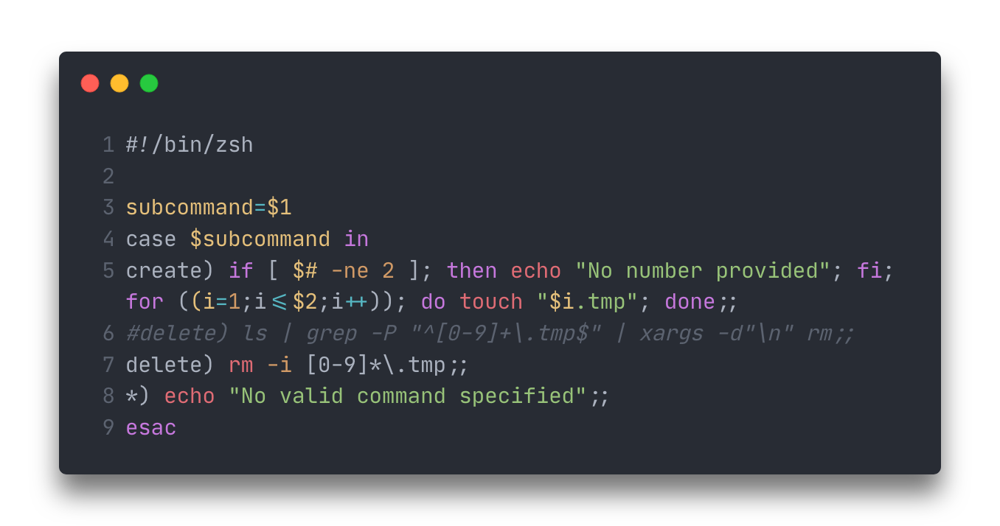 1 #!/bin/zsh
2
3 subcommand=$1
4 case $subcommand in
5 create) if [ $# -ne 2 ]; then echo "No number provided"; fi;
for ((i=1;i<=$2;i++)); do touch "$i.tmp"; done;;
6 #delete) ls | grep -P "^[0-9]+\.tmp$" | xargs -d"\n" rm;;
7 delete) rm -i [0-9]*\.tmp;;
8 *) echo "No valid command specified";;
9 esac